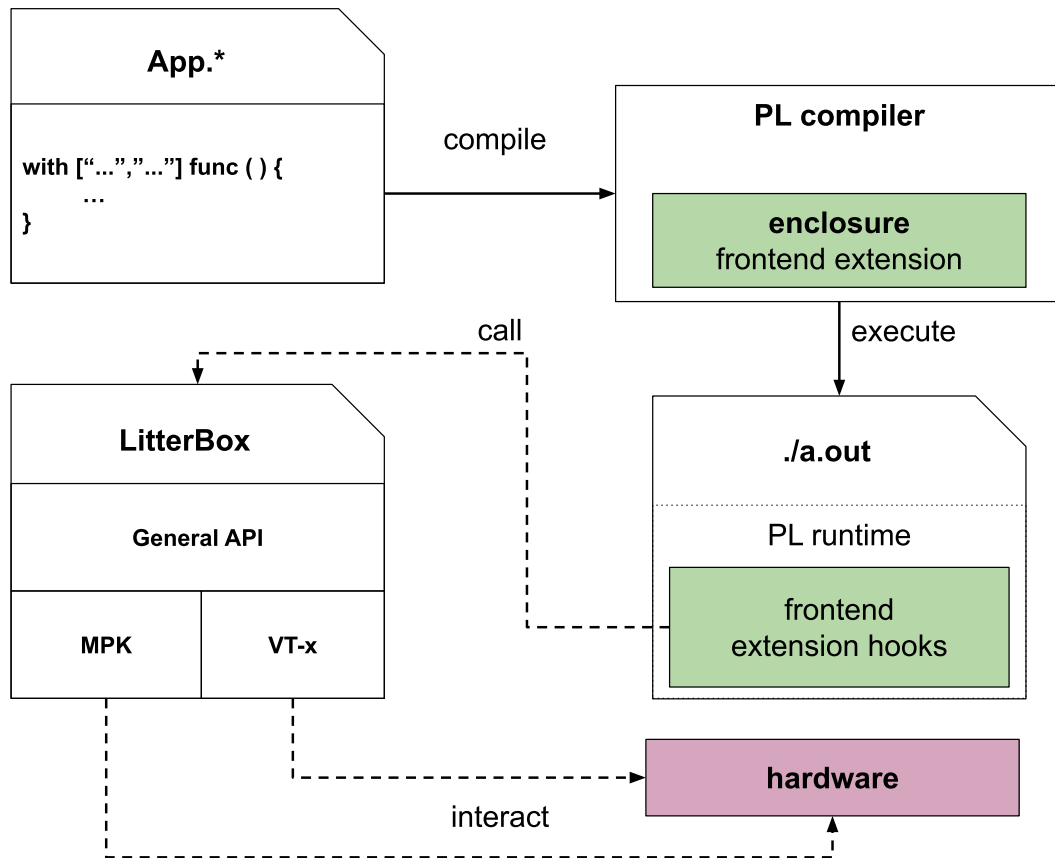 App.*
with [“...”,”...”] func ( ) {
...
}
compile
PL compiler
enclosure
frontend extension
execute
call
LitterBox
General API
MPK
VT-x
./a.out
PL runtime
frontend
extension hooks
hardware
interact